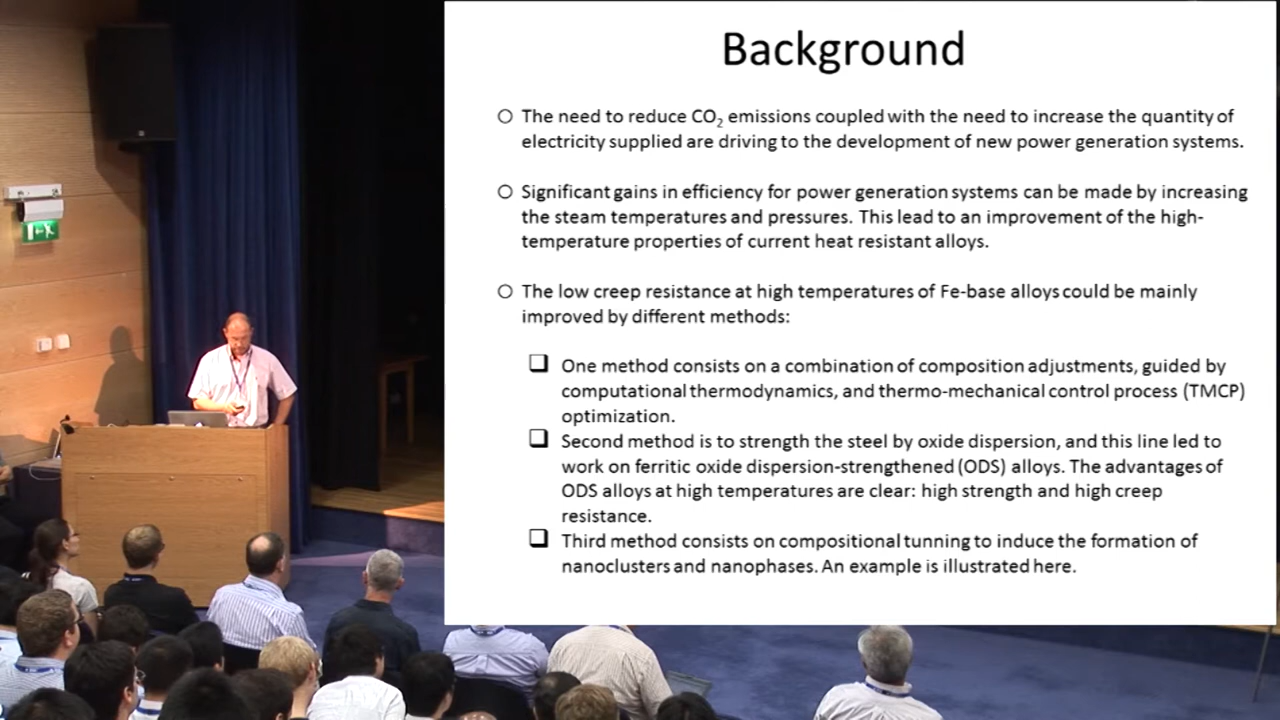 Background
The need to reduce CO₂ emissions coupled with the need to increase the quantity of
electricity supplied are driving to the development of new power generation systems.
Significant gains in efficiency for power generation systems can be made by increasing
the steam temperatures and pressures. This lead to an improvement of the high-
temperature properties of current heat resistant alloys.
The low creep resistance at high temperatures of Fe-base alloys could be mainly
improved by different methods:
One method consists on a combination of composition adjustments, guided by
computational thermodynamics, and thermo-mechanical control process (TMCP)
optimization.
Second method is to strength the steel by oxide dispersion, and this line led to
work on ferritic oxide dispersion-strengthened (ODS) alloys. The advantages of
ODS alloys at high temperatures are clear: high strength and high creep
resistance.
Third method consists on compositional tunning to induce the formation of
nanoclusters and nanophases. An example is illustrated here.